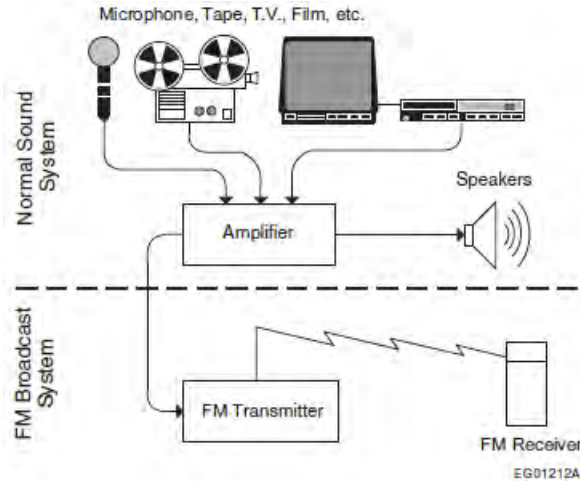 Microphone, Tape, T.V., Film, etc.
Normal Sound
System
Speakers
Amplifier
FM Broadcast
System
FM Transmitter
FM Receiver
EG01212A